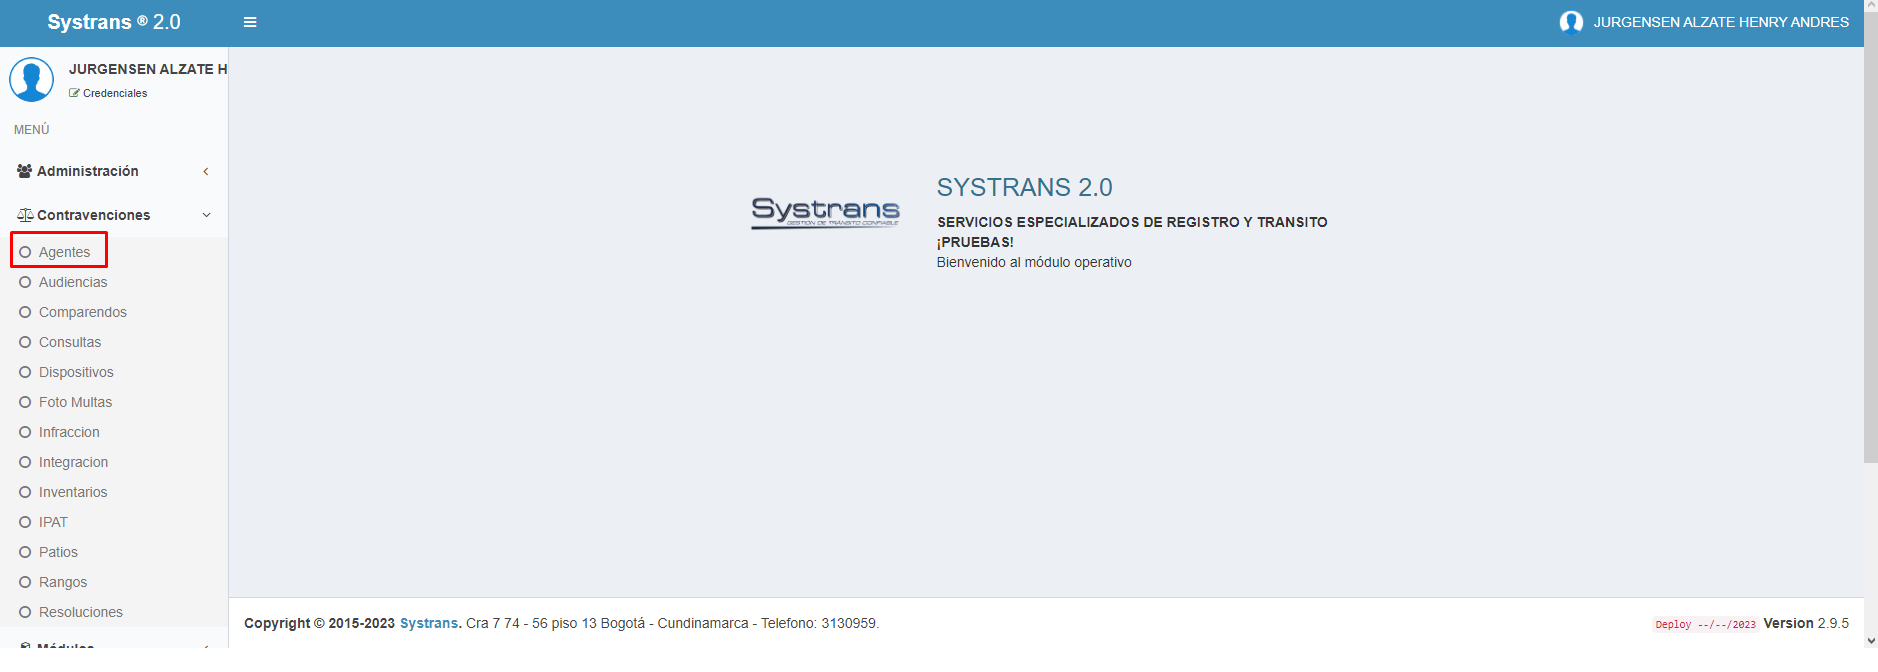 Systrans ® 2.0
JURGENSEN ALZATE HENRY ANDRES
JURGENSEN ALZATE H
Credenciales
MENÚ
Administración
Contravenciones
Agentes
Audiencias
Comparendos
Consultas
Dispositivos
Foto Multas
Infraccion
Integracion
Inventarios
IPAT
Patios
Rangos
Resoluciones
Módulos
Systrans
GESTIÓN DE TRÁNSITO CONFIABLE
SYSTRANS 2.0
SERVICIOS ESPECIALIZADOS DE REGISTRO Y TRANSITO
¡PRUEBAS!
Bienvenido al módulo operativo
Copyright © 2015-2023 Systrans. Cra 7 74 - 56 piso 13 Bogotá - Cundinamarca - Telefono: 3130959.
Deploy --/--/2023 Version 2.9.5